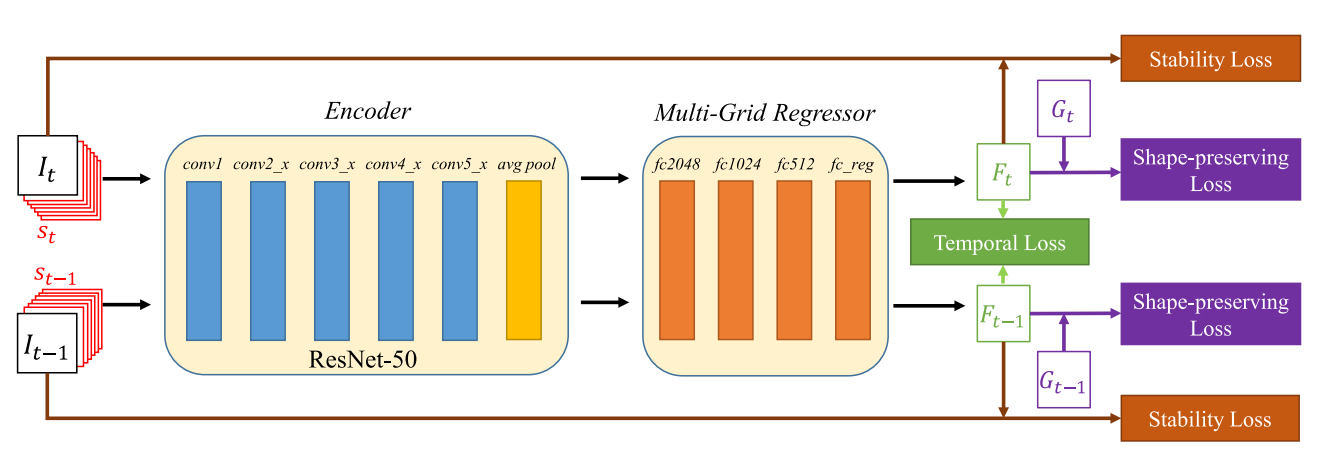 Stability Loss
Encoder
Multi-Grid Regressor
G_t
I_t
conv1 conv2_x conv3_x conv4_x conv5_x avg pool
fc2048 fc1024 fc512 fc_reg
F_t
Shape-preserving
Loss
S_t
Temporal Loss
S_{t-1}
I_{t-1}
F_{t-1}
Shape-preserving
Loss
ResNet-50
G_{t-1}
Stability Loss